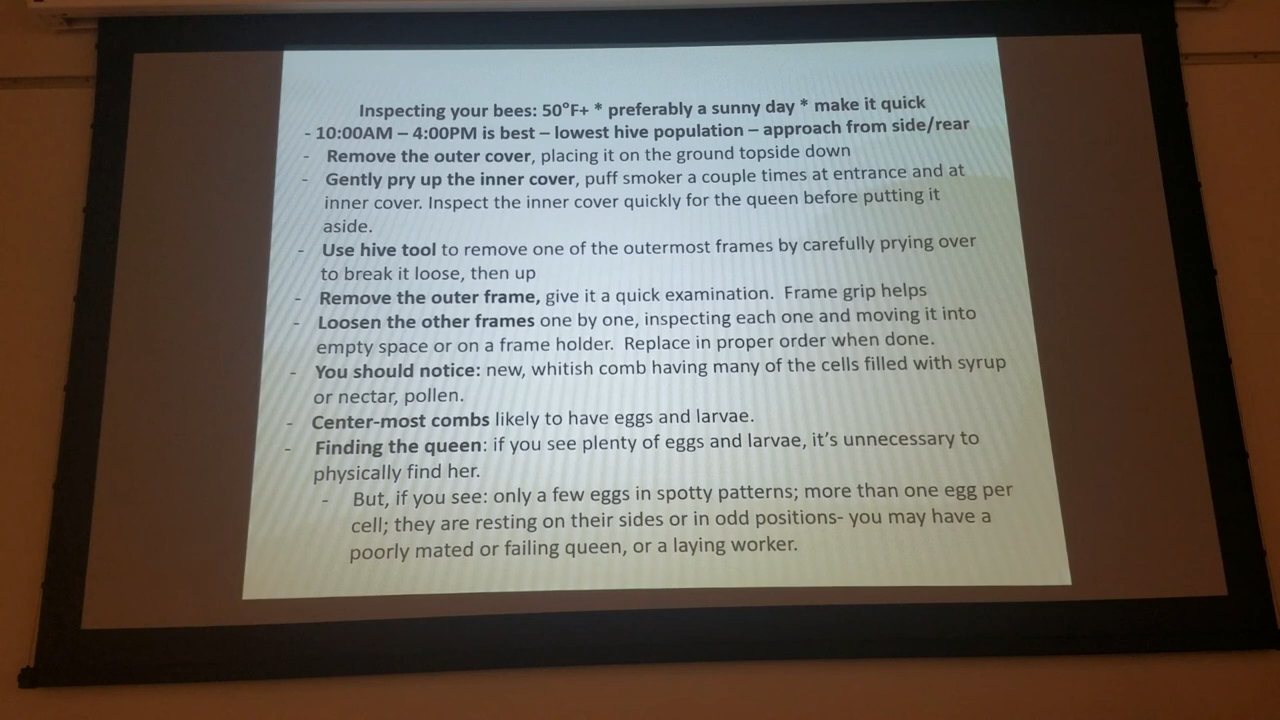 Inspecting your bees: 50°F+ * preferably a sunny day * make it quick
- 10:00AM – 4:00PM is best – lowest hive population – approach from side/rear
- Remove the outer cover, placing it on the ground topside down
- Gently pry up the inner cover, puff smoker a couple times at entrance and at
inner cover. Inspect the inner cover quickly for the queen before putting it
aside.
- Use hive tool to remove one of the outermost frames by carefully prying over
to break it loose, then up
- Remove the outer frame, give it a quick examination. Frame grip helps
- Loosen the other frames one by one, inspecting each one and moving it into
empty space or on a frame holder. Replace in proper order when done.
- You should notice: new, whitish comb having many of the cells filled with syrup
or nectar, pollen.
- Center-most combs likely to have eggs and larvae.
- Finding the queen: if you see plenty of eggs and larvae, it's unnecessary to
physically find her.
- But, if you see: only a few eggs in spotty patterns; more than one egg per
cell; they are resting on their sides or in odd positions- you may have a
poorly mated or failing queen, or a laying worker.